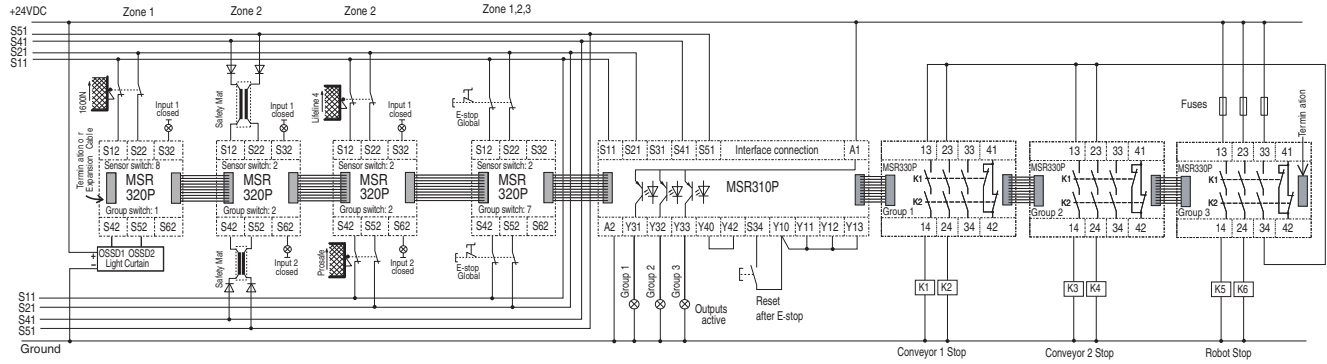 +24VDC Zone 1 Zone 2 Zone 2 Zone 1,2,3
S51
S41
S21
S11
1600N
Input 1 closed
Safety Mat
Input 1 closed
Lifeline 4
Input 1 closed
E-stop Global
Fuses
Termin ation
Termination or Expansion Cable
S12 S22 S32
Sensor switch: 8
MSR 320P
Group switch: 1
S42 S52 S62
S12 S22 S32
Sensor switch: 2
MSR 320P
Group switch: 2
S42 S52 S62
S12 S22 S32
Sensor switch: 2
MSR 320P
Group switch: 2
S42 S52 S62
S12 S22 S32
Sensor switch: 2
MSR 320P
Group switch: 7
S42 S52 S62
S11 S21 S31 S41 S51 Interface connection A1
MSR310P
A2 Y31 Y32 Y33 Y40 Y42 S34 Y10 Y11 Y12 Y13
13 23 33 41
MSR330P
K1
K2
Group 1
14 24 34 42
13 23 33 41
MSR330P
K1
K2
Group 2
14 24 34 42
13 23 33 41
MSR330P
K1
K2
Group 3
14 24 34 42
+
−
OSSD1 OSSD2
Light Curtain
Safety Mat
Input 2 closed
Prosafe
Input 2 closed
E-stop Global
Group 1
Group 2
Group 3
Outputs active
Reset after E-stop
K1 K2
K3 K4
K5 K6
S11
S21
S41
S51
Ground
Conveyor 1 Stop
Conveyor 2 Stop
Robot Stop